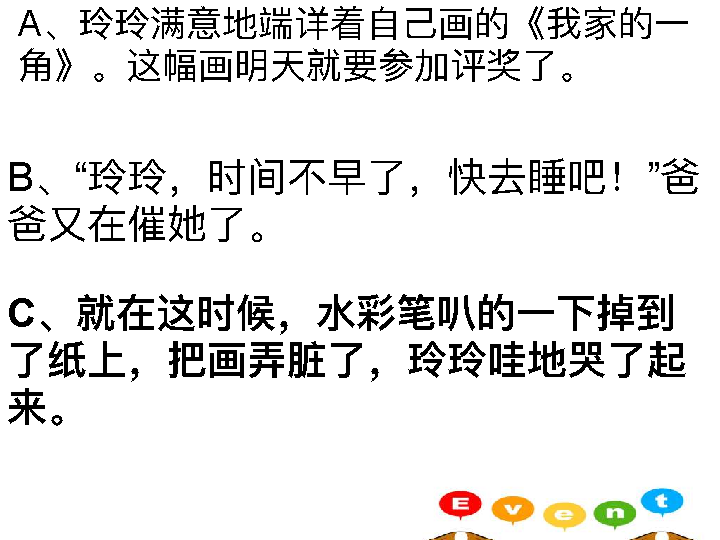 A、玲玲满意地端详着自己画的《我家的一
角》。这幅画明天就要参加评奖了。
B、“玲玲，时间不早了，快去睡吧！”爸
爸又在催她了。
C、就在这时候，水彩笔叭的一下掉到
了纸上，把画弄脏了，玲玲哇地哭了起
来。
Event